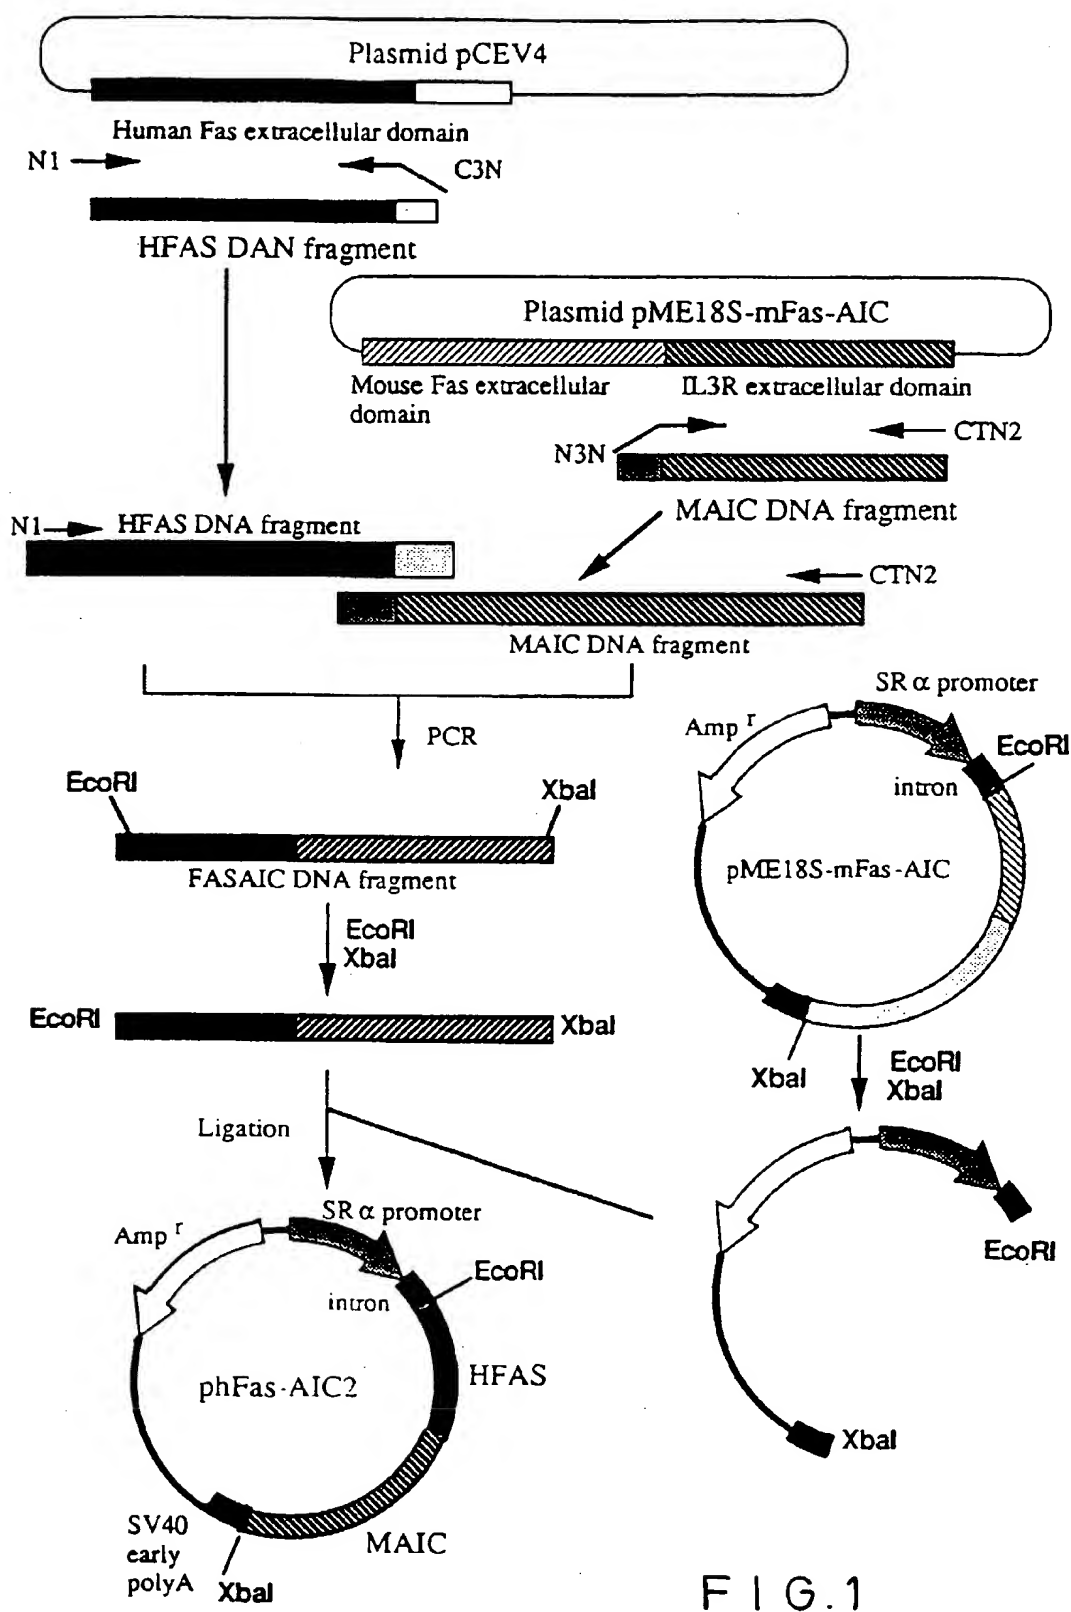 Plasmid pCEV4
Human Fas extracellular domain
N1
C3N
HFAS DAN fragment
Plasmid pME18S-mFas-AIC
Mouse Fas extracellular
domain
IL3R extracellular domain
N3N
CTN2
MAIC DNA fragment
N1
HFAS DNA fragment
CTN2
MAIC DNA fragment
PCR
SR α promoter
Amp r
EcoRI
intron
pME18S-mFas-AIC
EcoRI
XbaI
FASAIC DNA fragment
EcoRI
XbaI
EcoRI
XbaI
XbaI
EcoRI
XbaI
Ligation
SR α promoter
Amp r
EcoRI
intron
HFAS
phFas-AIC2
MAIC
SV40
early
polyA
XbaI
EcoRI
XbaI
FIG.1